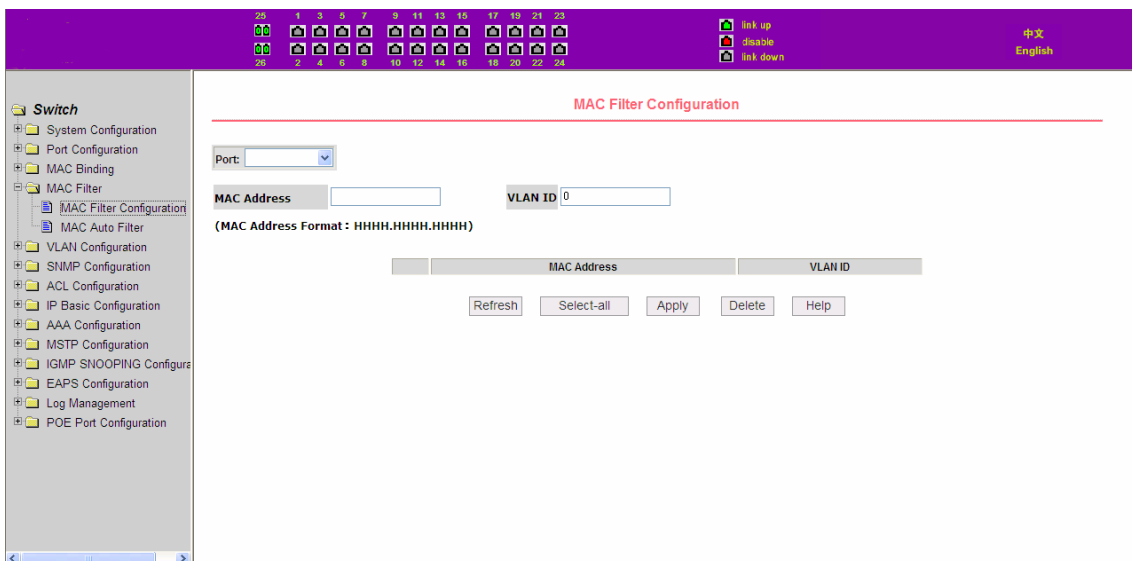 25 1 3 5 7 9 11 13 15 17 19 21 23
26 2 4 6 8 10 12 14 16 18 20 22 24
link up
disable
link down
中文
English
Switch
System Configuration
Port Configuration
MAC Binding
MAC Filter
MAC Filter Configuration
MAC Auto Filter
VLAN Configuration
SNMP Configuration
ACL Configuration
IP Basic Configuration
AAA Configuration
MSTP Configuration
IGMP SNOOPING Configura
EAPS Configuration
Log Management
POE Port Configuration
MAC Filter Configuration
Port:
MAC Address VLAN ID 0
(MAC Address Format：HHHH.HHHH.HHHH)
MAC Address VLAN ID
Refresh Select-all Apply Delete Help